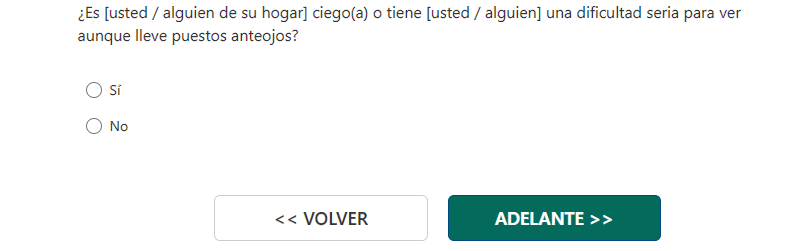 ¿Es [usted / alguien de su hogar] ciego(a) o tiene [usted / alguien] una dificultad seria para ver
aunque lleve puestos anteojos?
Sí
No
<< VOLVER
ADELANTE >>